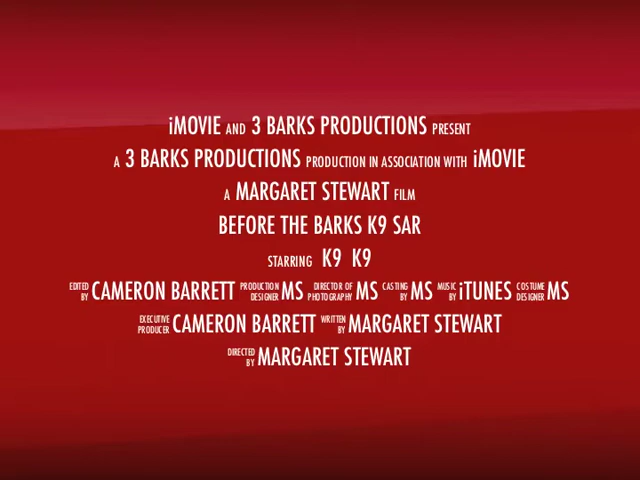 iMOVIE AND 3 BARKS PRODUCTIONS PRESENT
A 3 BARKS PRODUCTIONS PRODUCTION IN ASSOCIATION WITH iMOVIE
A MARGARET STEWART FILM
BEFORE THE BARKS K9 SAR
STARRING K9 K9
EDITED BY CAMERON BARRETT PRODUCTION DESIGNER MS DIRECTOR OF PHOTOGRAPHY MS CASTING BY MS MUSIC BY iTUNES COSTUME DESIGNER MS
EXECUTIVE PRODUCER CAMERON BARRETT WRITTEN BY MARGARET STEWART
DIRECTED BY MARGARET STEWART